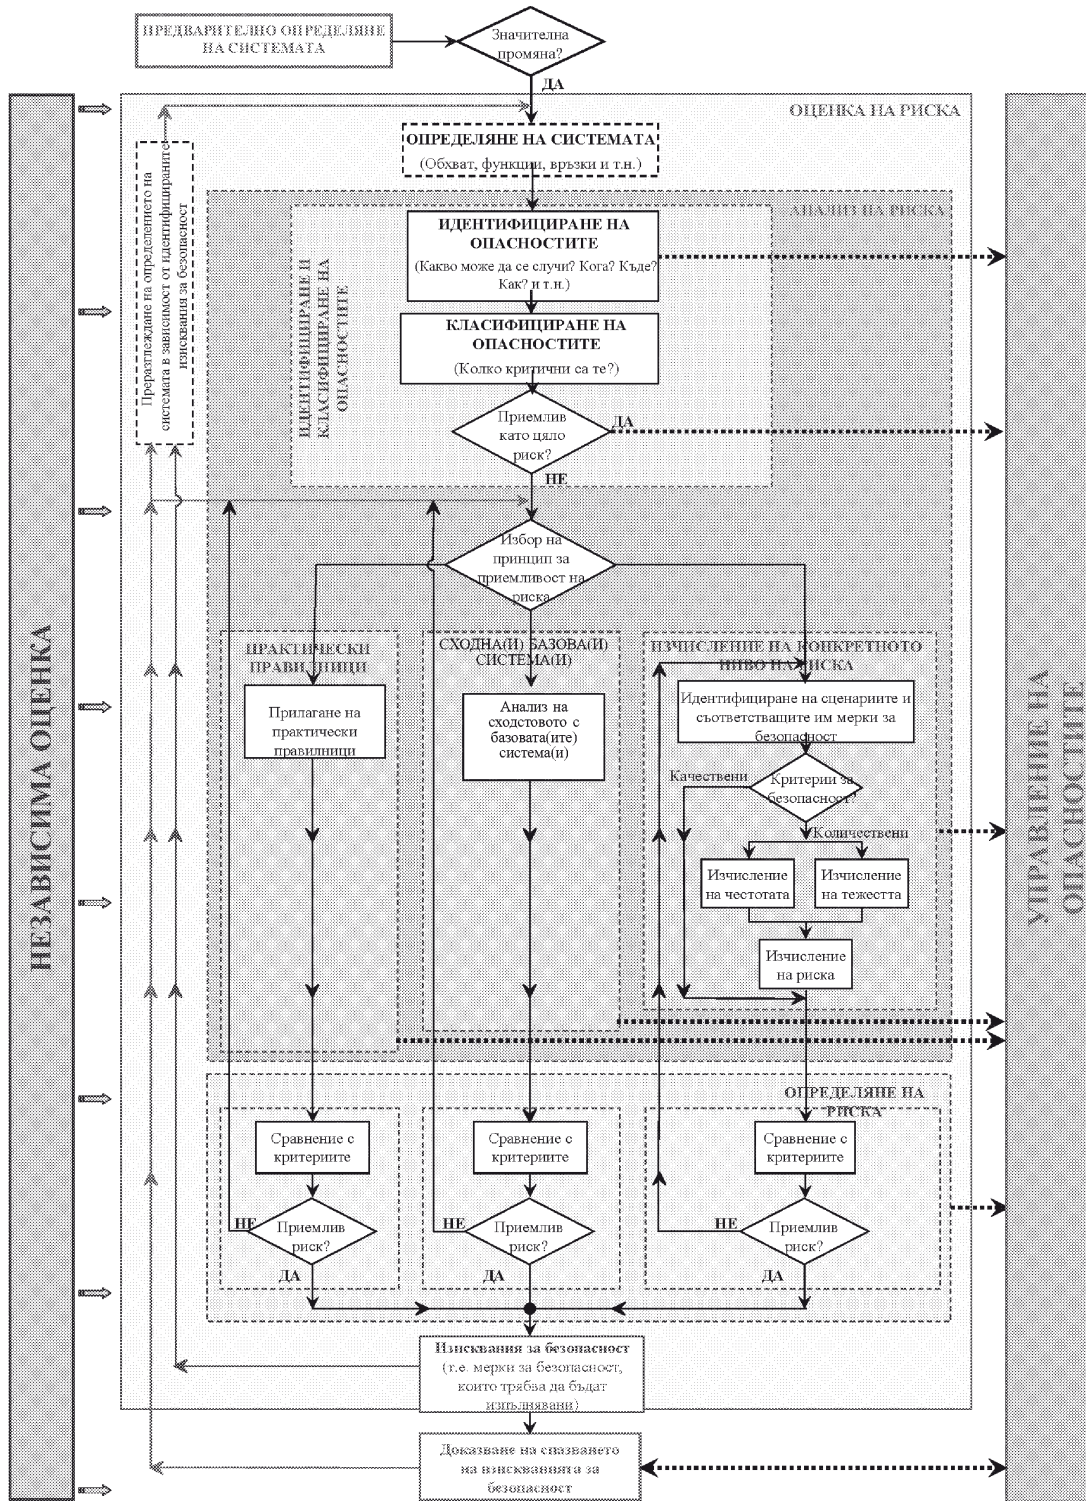 ПРЕДВАРИТЕЛНО ОПРЕДЕЛЯНЕ
НА СИСТЕМАТА
Значителна
промяна?
ДА
ОЦЕНКА НА РИСКА
ОПРЕДЕЛЯНЕ НА СИСТЕМАТА
(Обхват, функции, връзки и т.н.)
Преразглеждане на определението на
системата в зависимост от идентифицираните
изисквания за безопасност
АНАЛИЗ НА РИСКА
ИДЕНТИФИЦИРАНЕ И
КЛАСИФИЦИРАНЕ НА
ОПАСНОСТИТЕ
ИДЕНТИФИЦИРАНЕ НА
ОПАСНОСТИТЕ
(Какво може да се случи? Кога? Къде?
Как? и т.н.)
КЛАСИФИЦИРАНЕ НА
ОПАСНОСТИТЕ
(Колко критични са те?)
Приемлив
като цяло
риск?
ДА
НЕ
Избор на
принцип за
приемливост на
риска
НЕЗАВИСИМА ОЦЕНКА
УПРАВЛЕНИЕ НА
ОПАСНОСТИТЕ
ПРАКТИЧЕСКИ
ПРАВИЛНИЦИ
СХОДНА(И) БАЗОВА(И)
СИСТЕМА(И)
ИЗЧИСЛЕНИЕ НА КОНКРЕТНОТО
НИВО НА РИСКА
Прилагане на
практически
правилници
Анализ на
сходстовото с
базовата(ите)
система(и)
Идентифициране на сценариите и
съответстващите им мерки за
безопасност
Качествени
Критерии за
безопасност?
Количествени
Изчисление
на честотата
Изчисление
на тежестта
Изчисление
на риска
ОПРЕДЕЛЯНЕ НА
РИСКА
Сравнение с
критериите
Сравнение с
критериите
Сравнение с
критериите
НЕ
Приемлив
риск?
НЕ
Приемлив
риск?
НЕ
Приемлив
риск?
ДА
ДА
ДА
Изисквания за безопасност
(т.е. мерки за безопасност,
които трябва да бъдат
изпълнявани)
Доказване на спазването
на изискванията за
безопасност